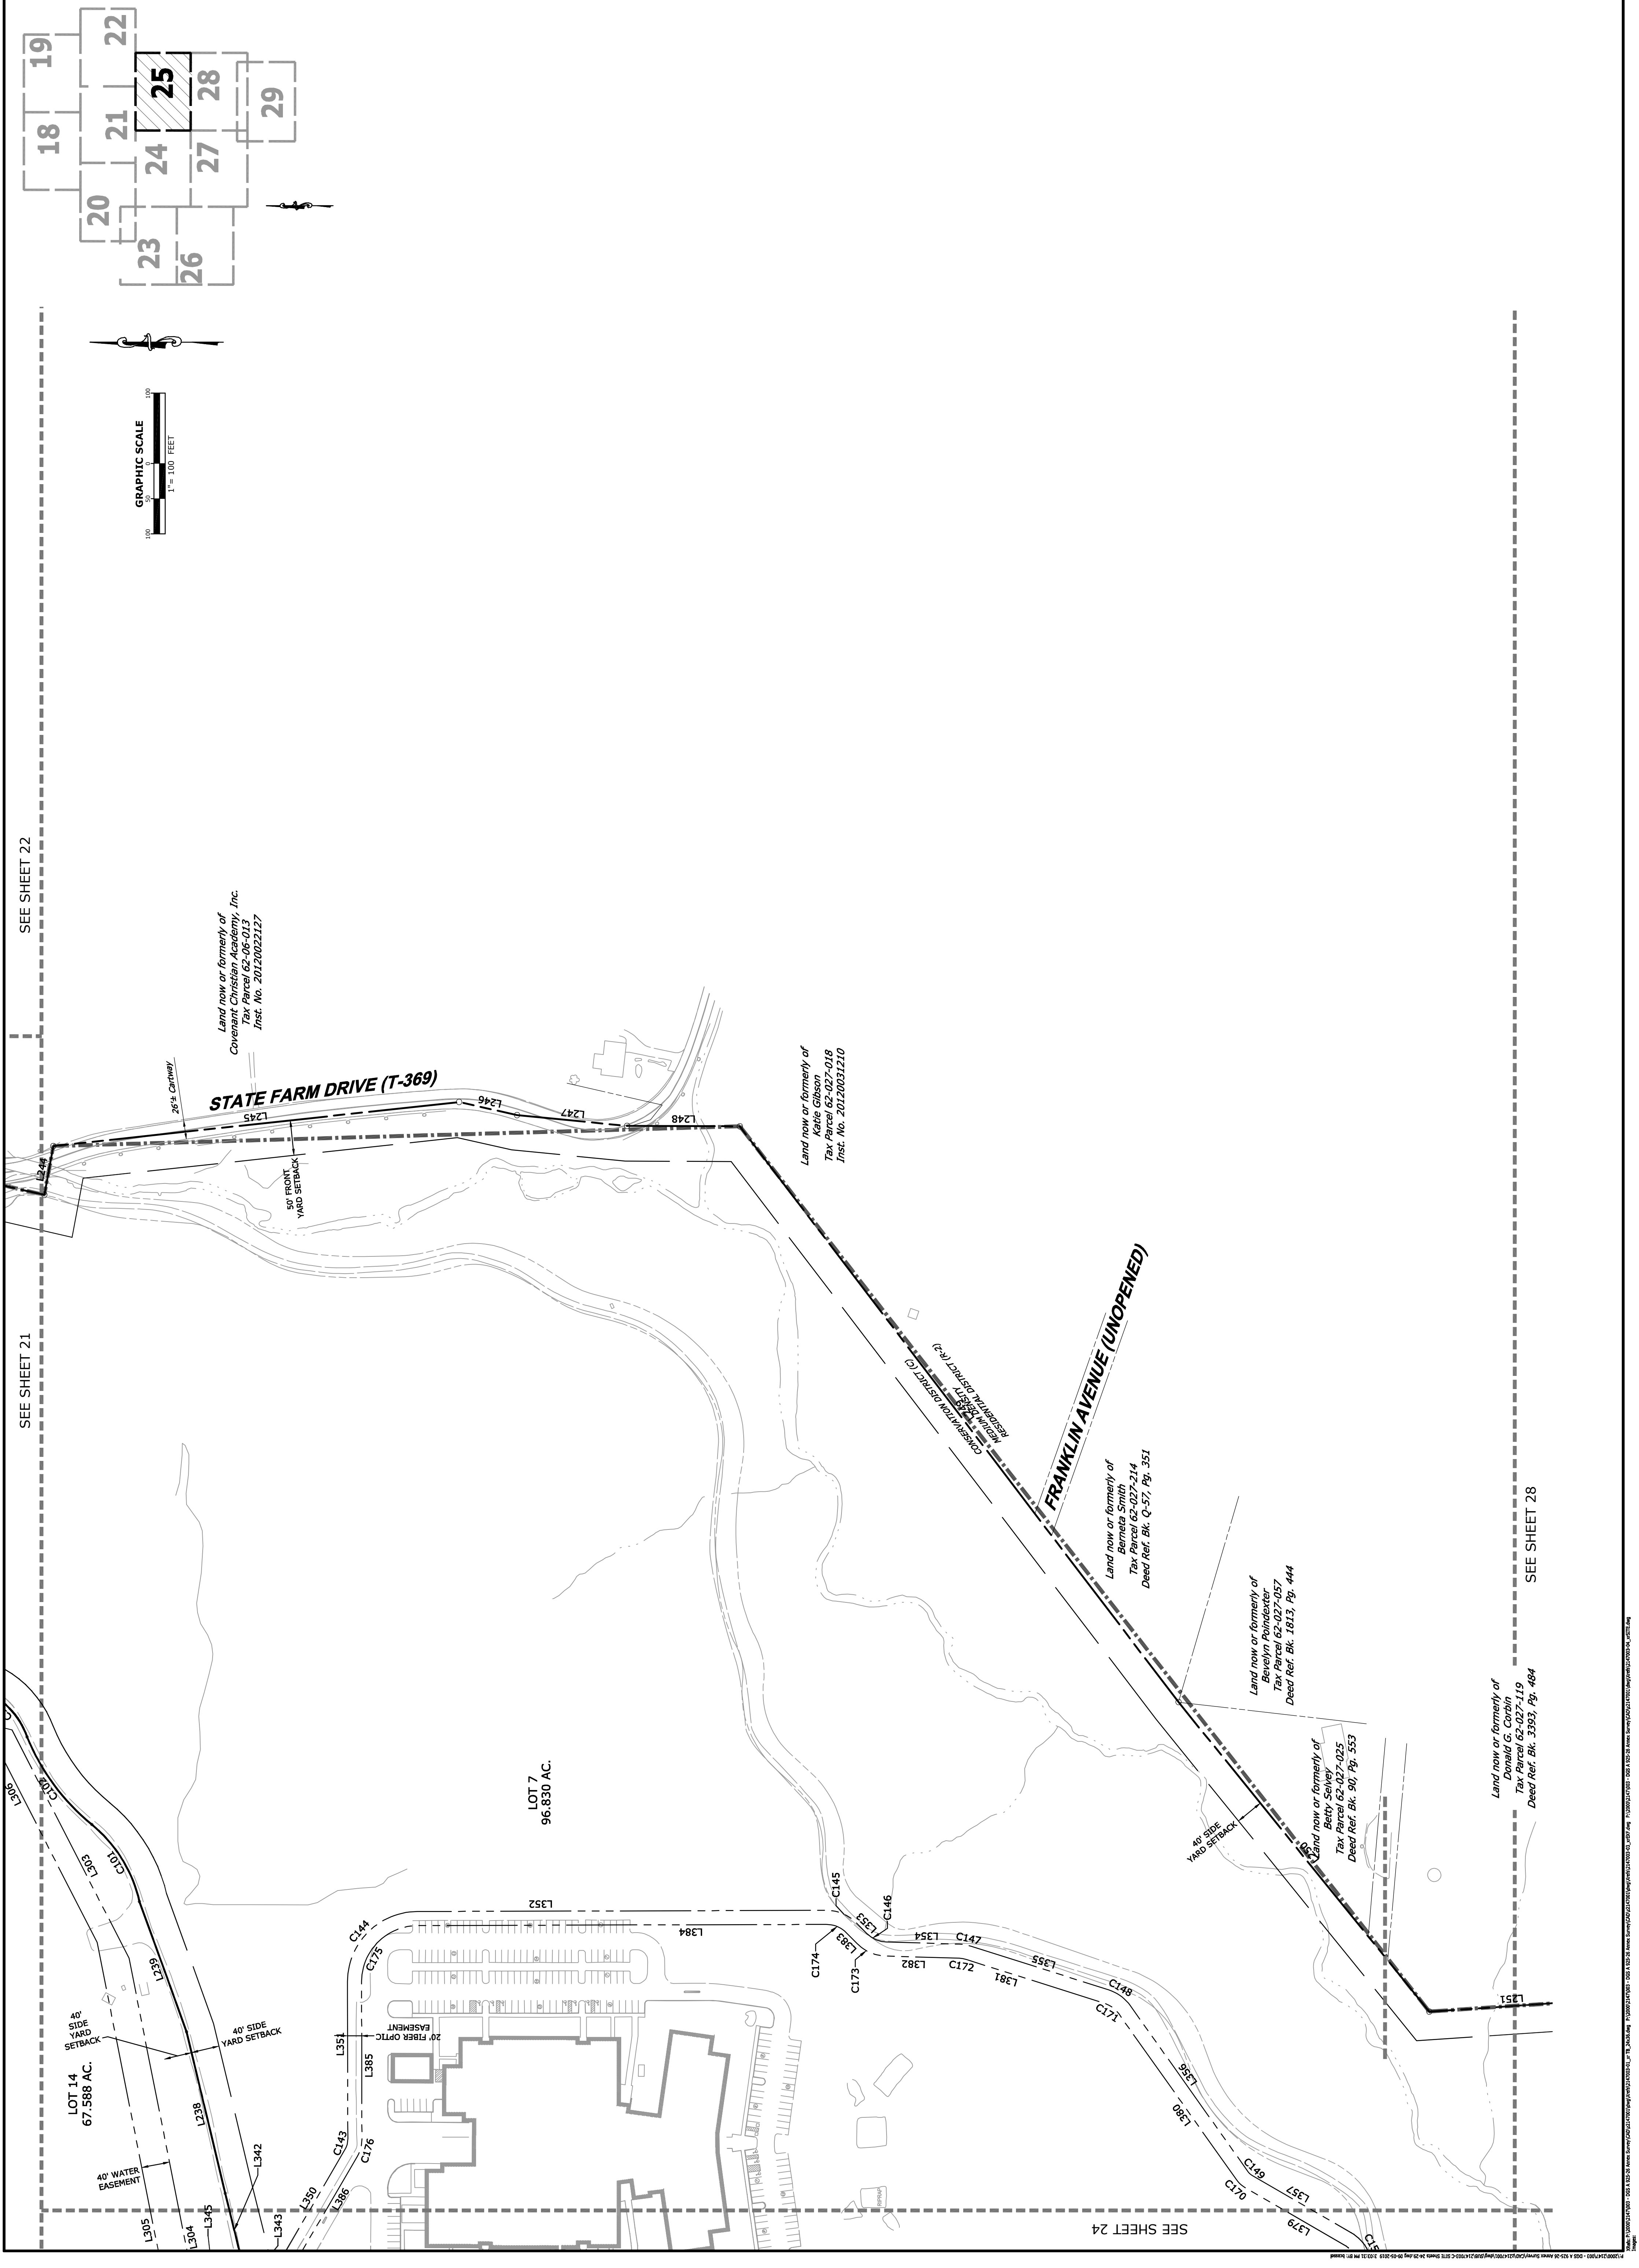 19
22
18
21
25
28
29
24
27
20
23
26
SEE SHEET 22
SEE SHEET 21
GRAPHIC SCALE
100 50 0 100
1"= 100 FEET
Land now or formerly of
Covenant Christian Academy, Inc.
Tax Parcel 62-06-013
Inst. No. 20120022127
26'± Cartway
STATE FARM DRIVE (T-369)
L244
L245
L246
L247
L248
50' FRONT
YARD SETBACK
Land now or formerly of
Katie Gibson
Tax Parcel 62-027-018
Inst. No. 20120031210
CONSERVATION DISTRICT (C)
MEDIUM DENSITY
RESIDENTIAL DISTRICT (R-2)
L249
FRANKLIN AVENUE (UNOPENED)
Land now or formerly of
Berneta Smith
Tax Parcel 62-027-214
Deed Ref. Bk. Q-57, Pg. 351
Land now or formerly of
Bevelyn Poindexter
Tax Parcel 62-027-057
Deed Ref. Bk. 1813, Pg. 444
Land now or formerly of
Betty Selvey
Tax Parcel 62-027-025
Deed Ref. Bk. 90, Pg. 553
Land now or formerly of
Donald G. Corbin
Tax Parcel 62-027-119
Deed Ref. Bk. 3393, Pg. 484
SEE SHEET 28
40' SIDE
YARD SETBACK
L251
LOT 7
96.830 AC.
L306
C102
L303
C101
L239
40'
SIDE
YARD
SETBACK
40' SIDE
YARD SETBACK
LOT 14
67.588 AC.
L238
40' WATER
EASEMENT
L342
L305
L304
L345
L343
L350
L386
C143
C176
L351
L385
20' FIBER OPTIC
EASEMENT
C144
C175
L352
L384
C145
C146
L353
L383
C174
C173
L354
L382
C147
C172
L355
L381
C148
C171
L356
L380
C149
C170
L357
L379
C15
RIPRAP
SEE SHEET 24